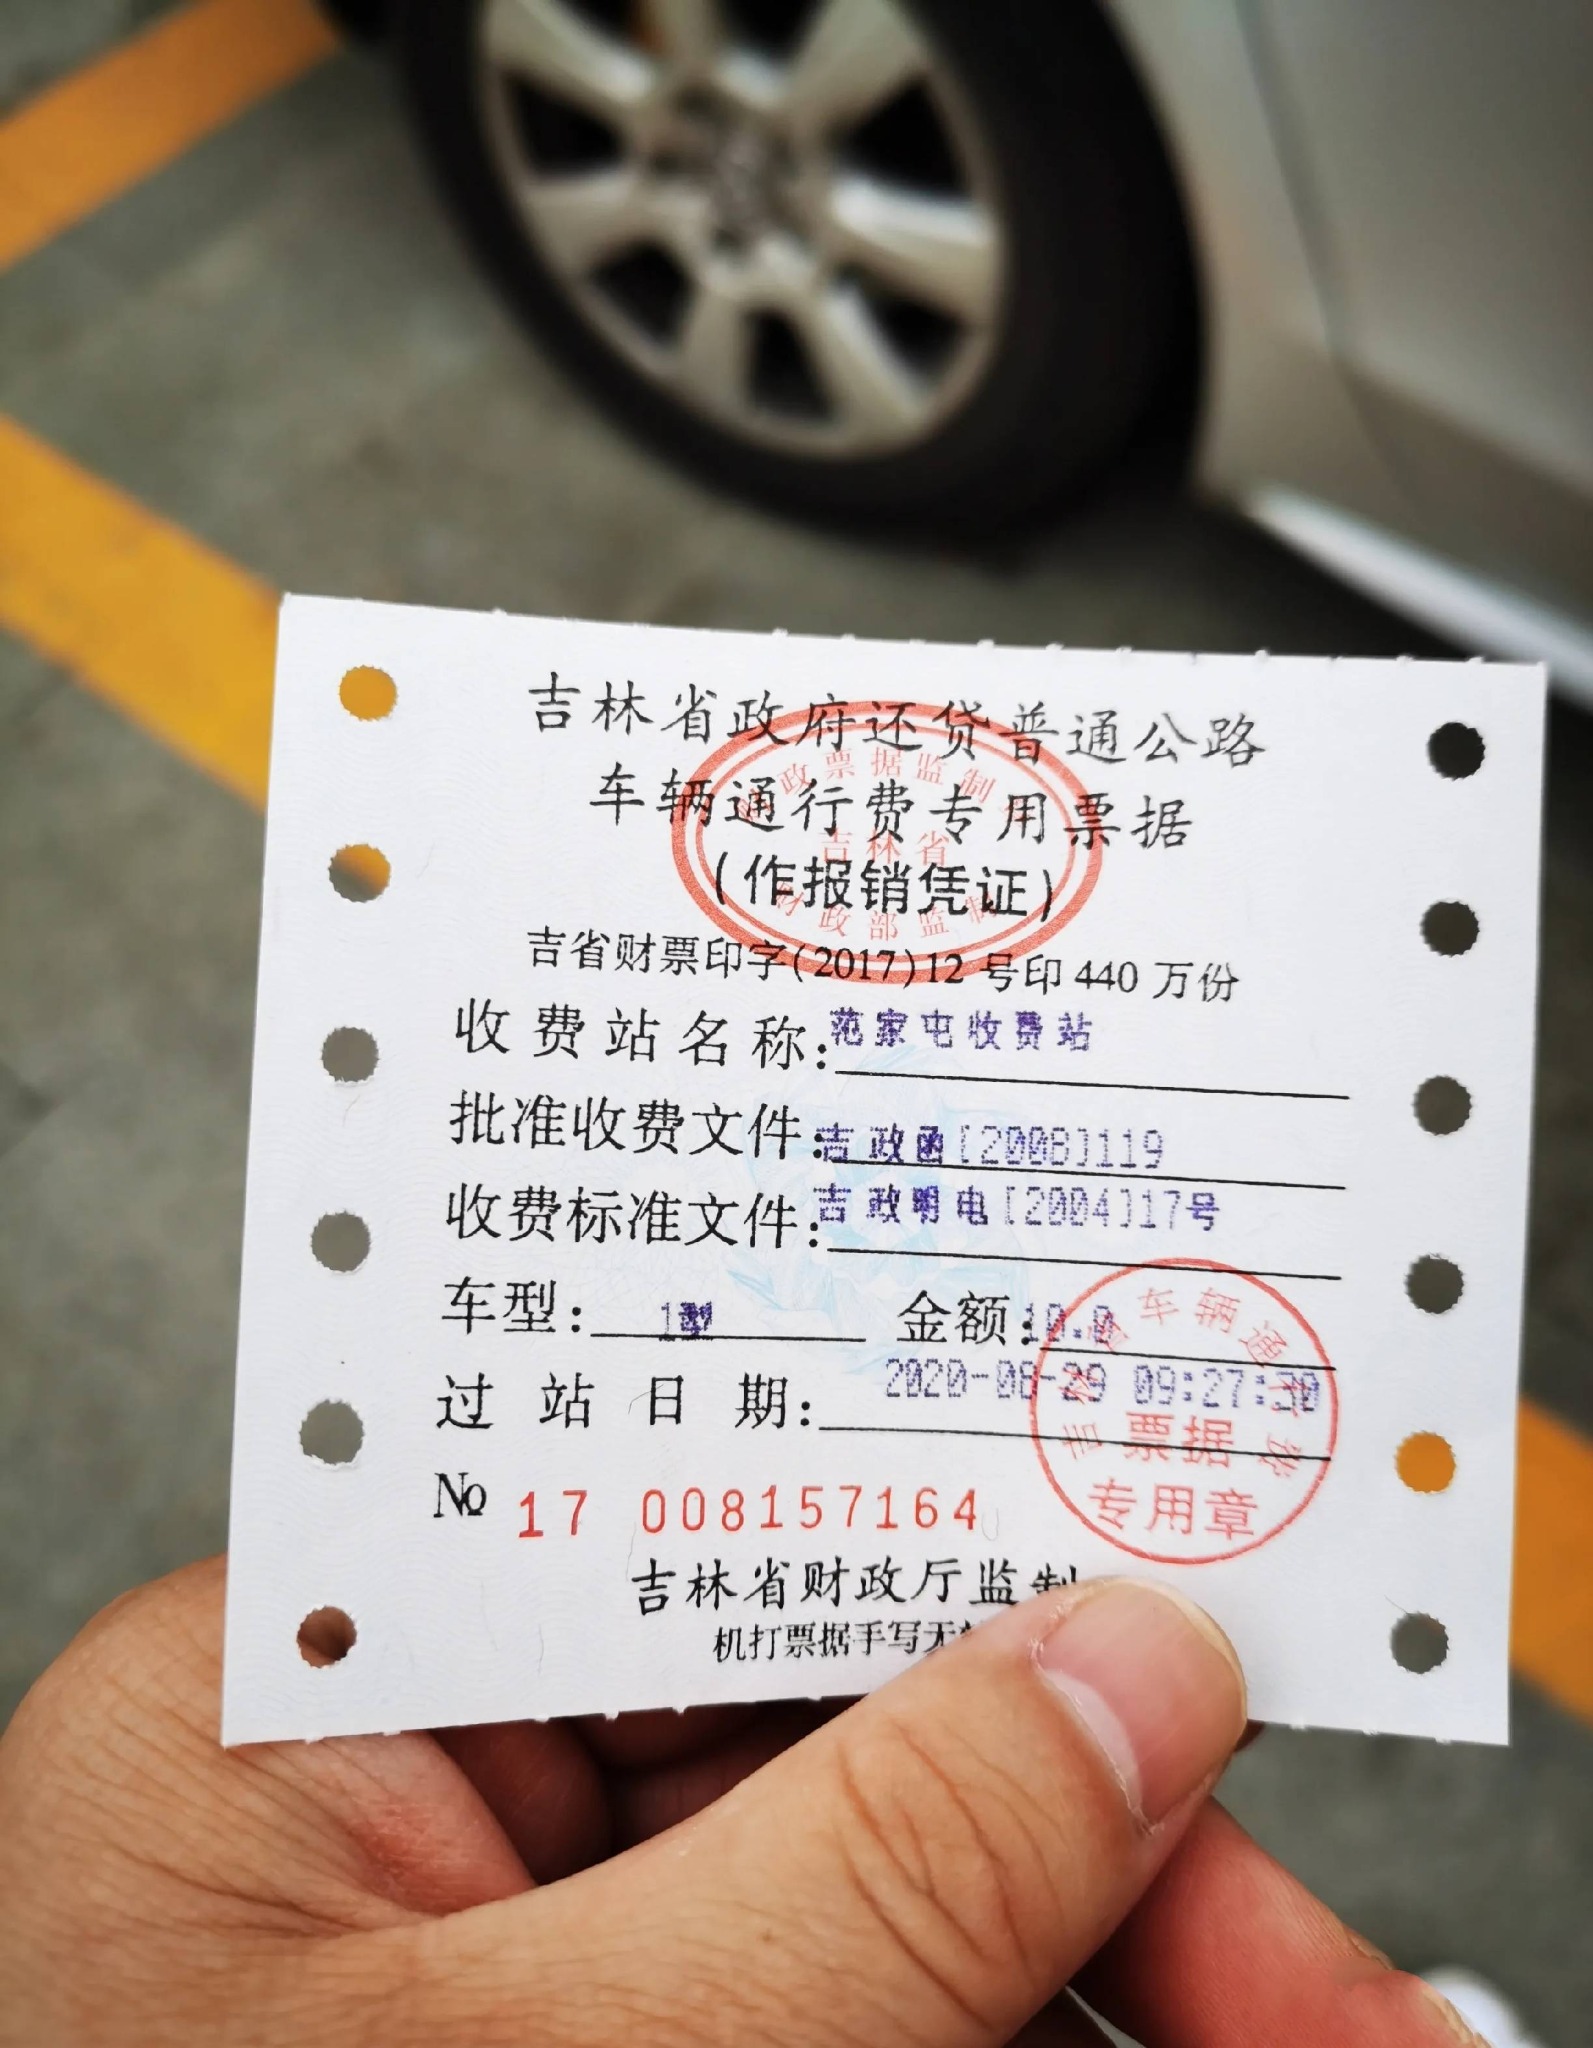 吉林省政府还贷普通公路
车辆通行费专用票据
(作报销凭证)
财政票据监制
吉林省
财政部监制
吉省财票印字(2017)12号印440万份
收费站名称:范家屯收费站
批准收费文件:吉政函[2008]119
收费标准文件:吉政明电[2004]17号
车型:1型 金额:10.0
过站日期:2020-08-29 09:27:30
吉林省车辆通行费
票据
专用章
№ 17 008157164
吉林省财政厅监制
机打票据手写无